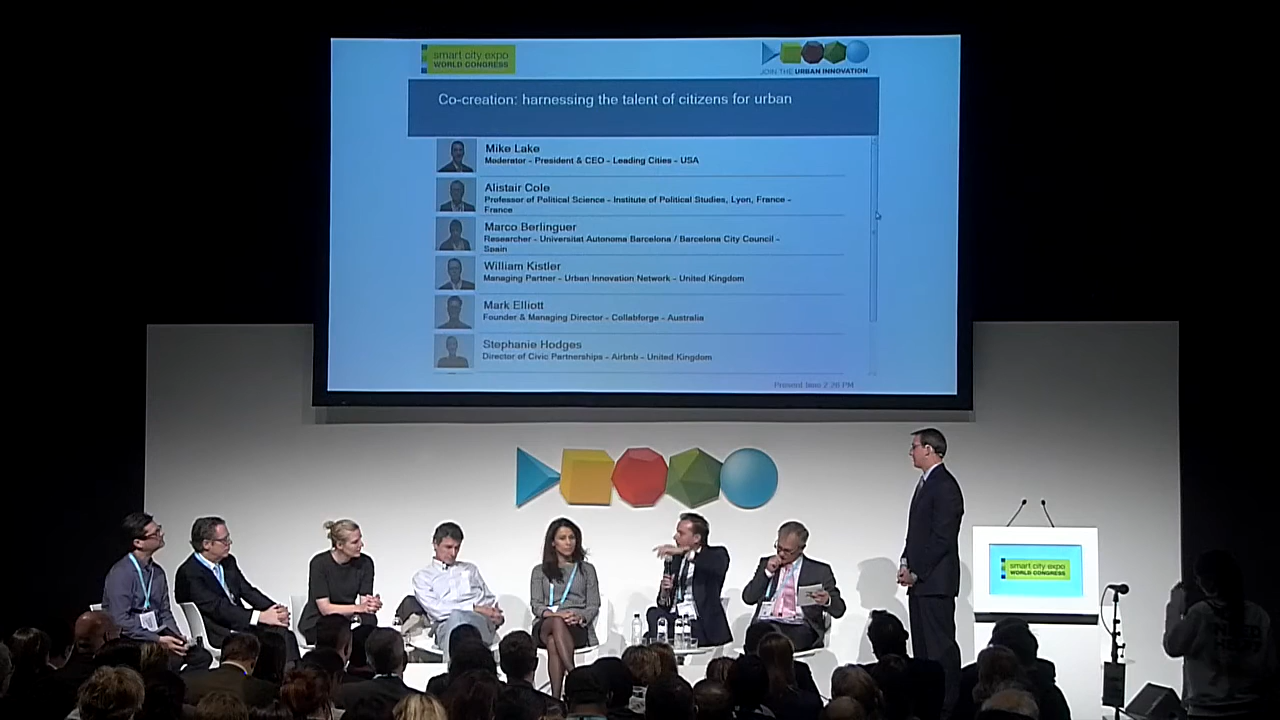 smart city expo
WORLD CONGRESS
JOIN THE URBAN INNOVATION
Co-creation: harnessing the talent of citizens for urban
Mike Lake
Moderator - President & CEO - Leading Cities - USA
Alistair Cole
Professor of Political Science - Institute of Political Studies, Lyon, France -
France
Marco Berlinguer
Researcher - Universitat Autonoma Barcelona / Barcelona City Council -
Spain
William Kistler
Managing Partner - Urban Innovation Network - United Kingdom
Mark Elliott
Founder & Managing Director - Collabforge - Australia
Stephanie Hodges
Director of Civic Partnerships - Airbnb - United Kingdom
smart city expo
WORLD CONGRESS